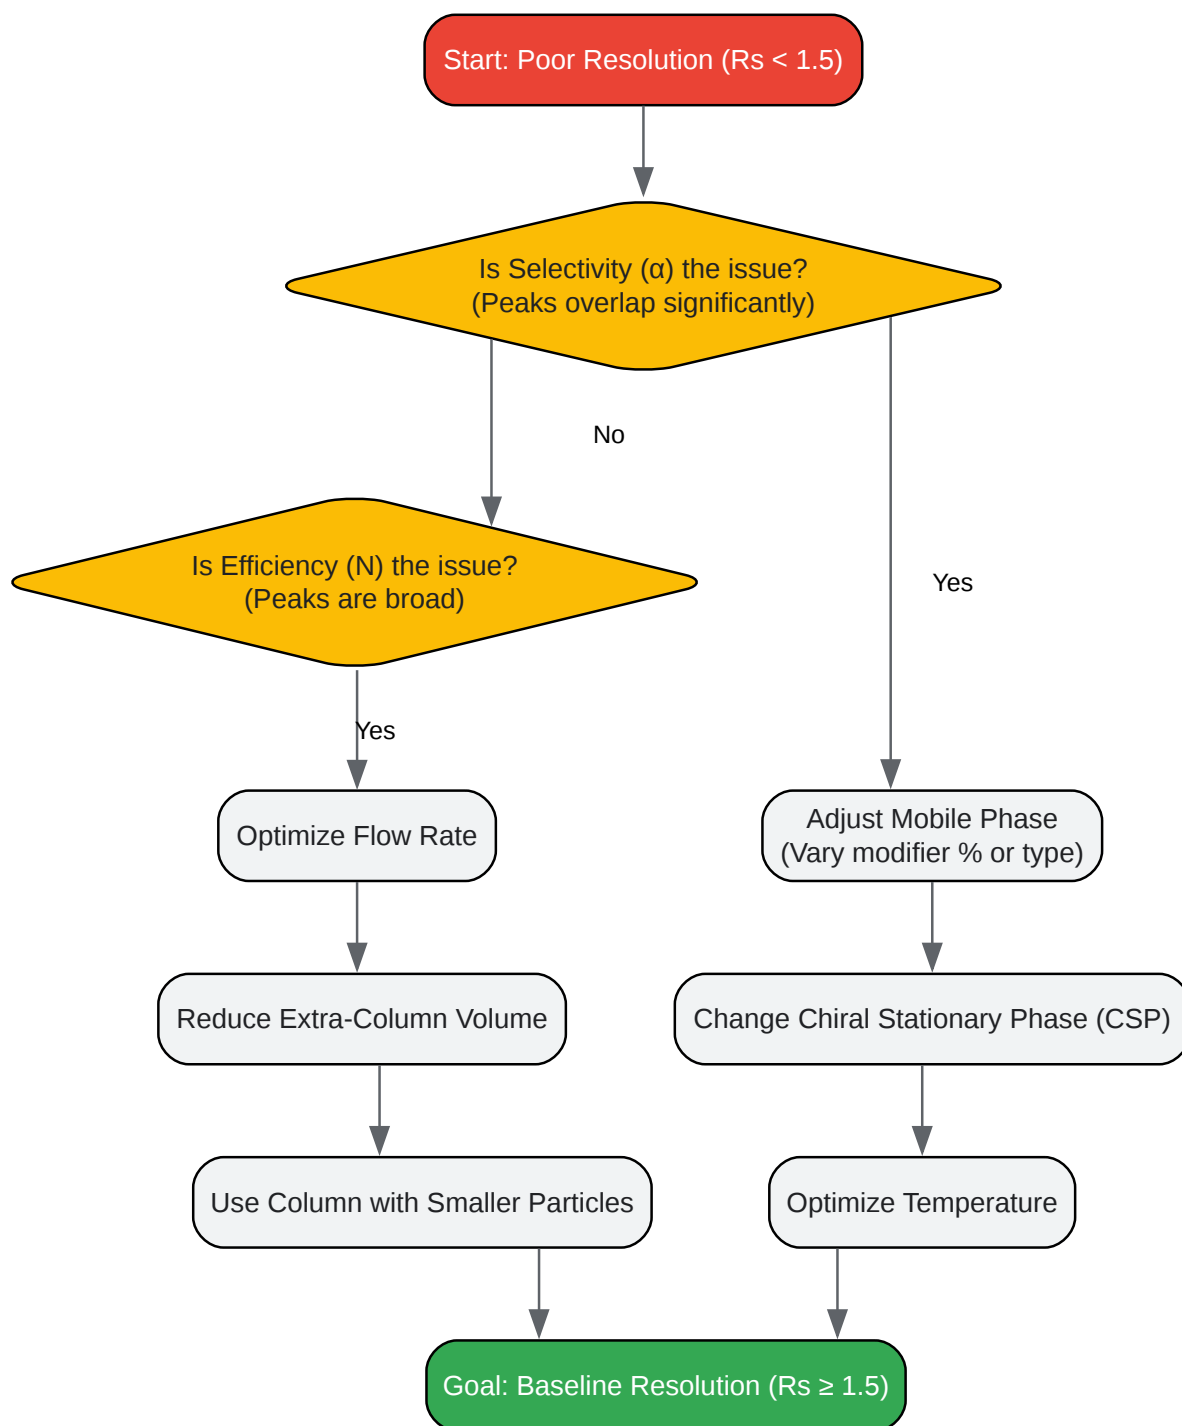 Start: Poor Resolution (Rs < 1.5)
Is Selectivity (α) the issue?
(Peaks overlap significantly)
No
Is Efficiency (N) the issue?
(Peaks are broad)
Yes
Yes
Optimize Flow Rate
Adjust Mobile Phase
(Vary modifier % or type)
Reduce Extra-Column Volume
Change Chiral Stationary Phase (CSP)
Use Column with Smaller Particles
Optimize Temperature
Goal: Baseline Resolution (Rs ≥ 1.5)